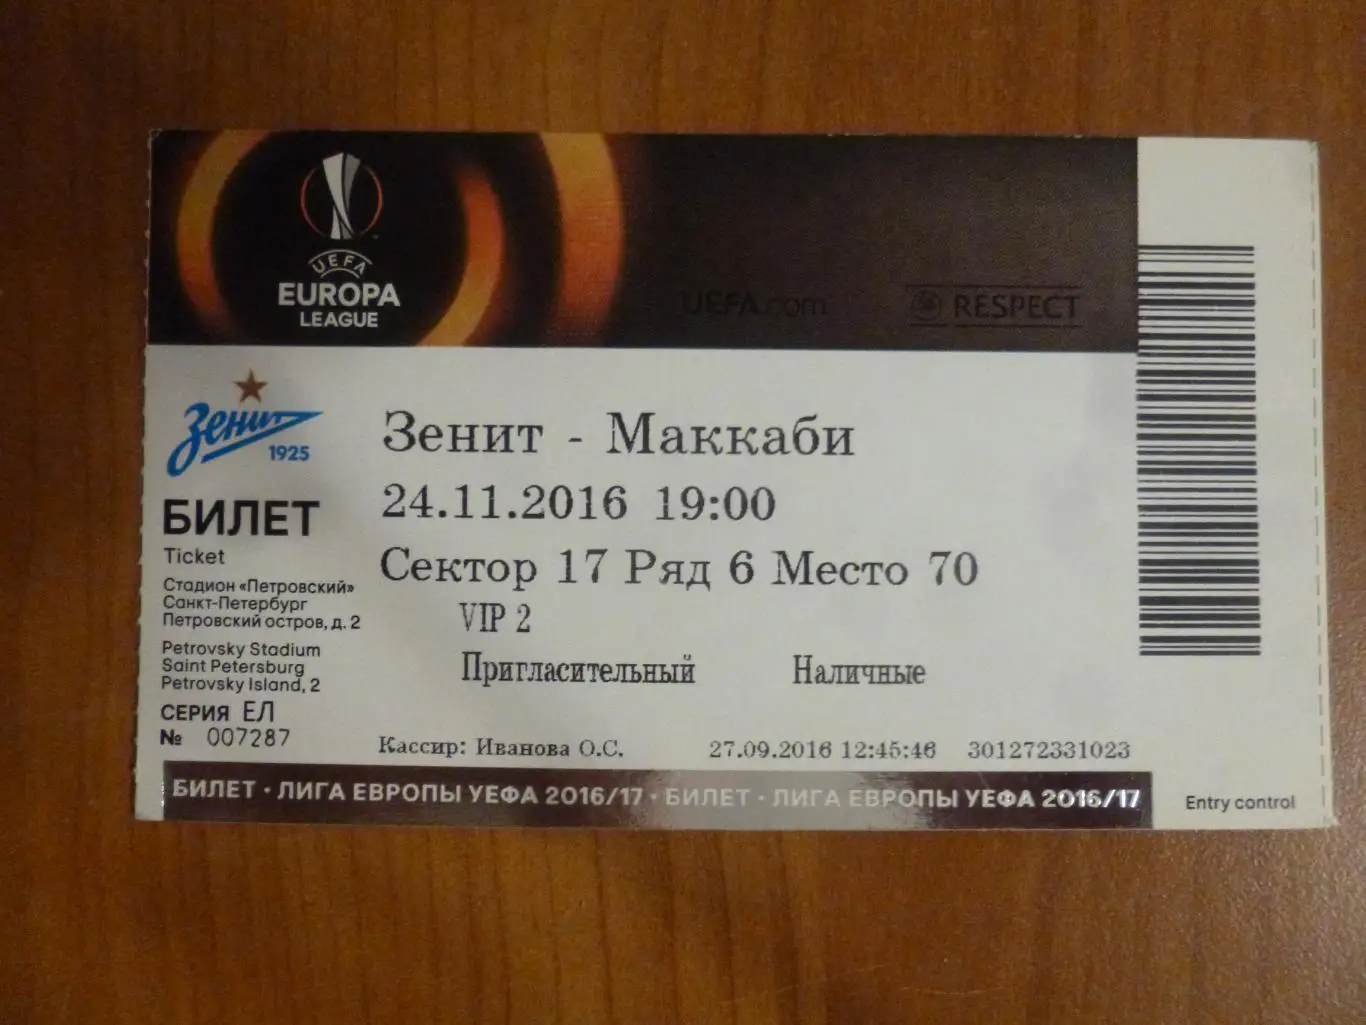 UEFA
EUROPA
LEAGUE
UEFA.com
RESPECT
Зенит
1925
Зенит - Маккаби
24.11.2016 19:00
Сектор 17 Ряд 6 Место 70
VIP 2
Пригласительный Наличные
БИЛЕТ
Ticket
Стадион «Петровский»
Санкт-Петербург
Петровский остров, д. 2
Petrovsky Stadium
Saint Petersburg
Petrovsky Island, 2
СЕРИЯ ЕЛ
№ 007287
Кассир: Иванова О.С. 27.09.2016 12:45:46 301272331023
БИЛЕТ · ЛИГА ЕВРОПЫ УЕФА 2016/17 · БИЛЕТ · ЛИГА ЕВРОПЫ УЕФА 2016/17
Entry control